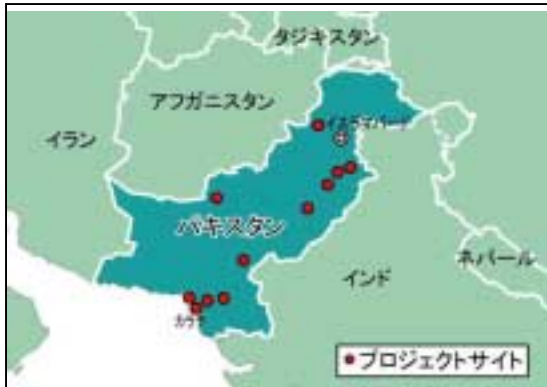 タジキスタン
アフガニスタン
イスラマバード
イラン
パキスタン
ネパール
インド
カラチ
プロジェクトサイト